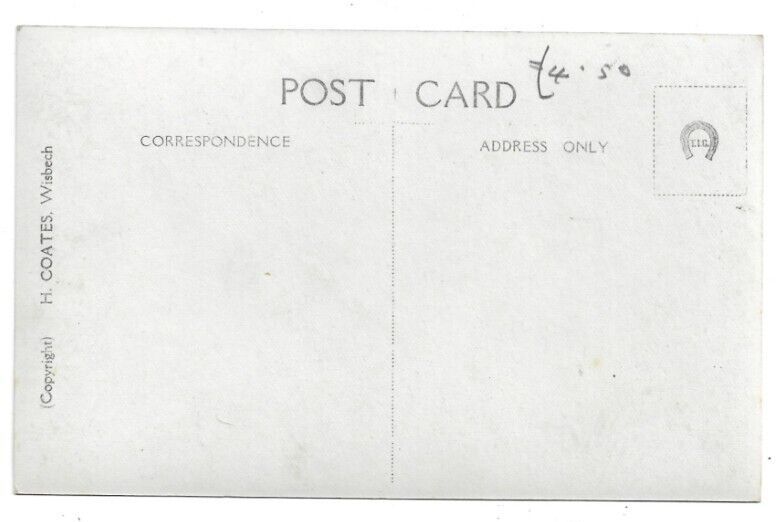 POST CARD
£4.50
CORRESPONDENCE
ADDRESS ONLY
T.I.C.
(Copyright) H. COATES, Wisbech